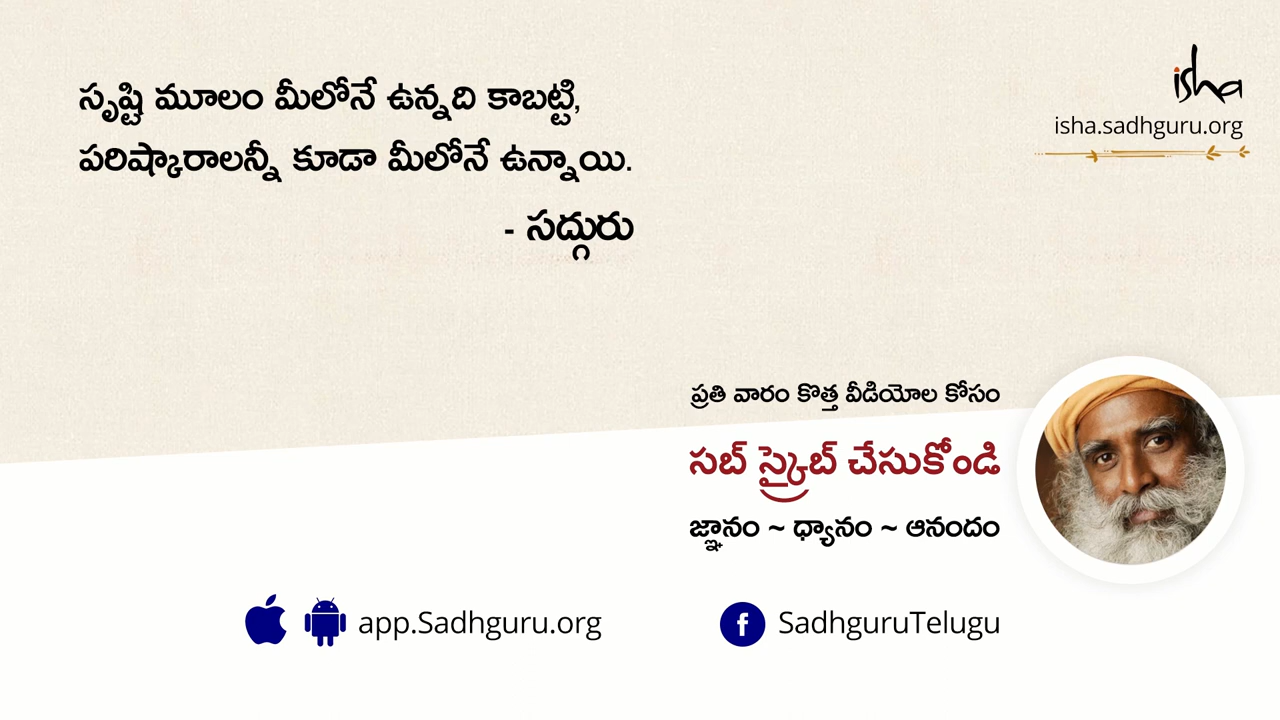 సృష్టి మూలం మీలోనే ఉన్నది కాబట్టి,
పరిష్కారాలన్నీ కూడా మీలోనే ఉన్నాయి.
- సద్గురు
isha
isha.sadhguru.org
ప్రతి వారం కొత్త వీడియోల కోసం
సబ్ స్క్రైబ్ చేసుకోండి
జ్ఞానం ~ ధ్యానం ~ ఆనందం
app.Sadhguru.org
f SadhguruTelugu